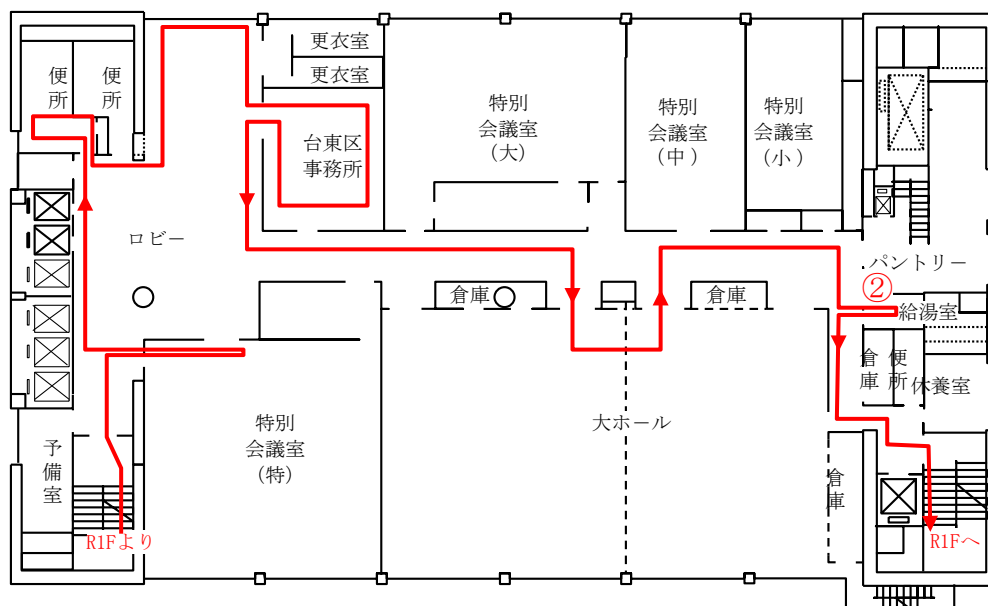 更衣室
更衣室
便所
便所
特別
会議室
(大)
特別
会議室
(中)
特別
会議室
(小)
台東区
事務所
ロビー
パントリー
②
倉庫
倉庫
給湯室
倉庫
便所
休養室
特別
会議室
(特)
大ホール
予備室
倉庫
R1Fより
R1Fへ